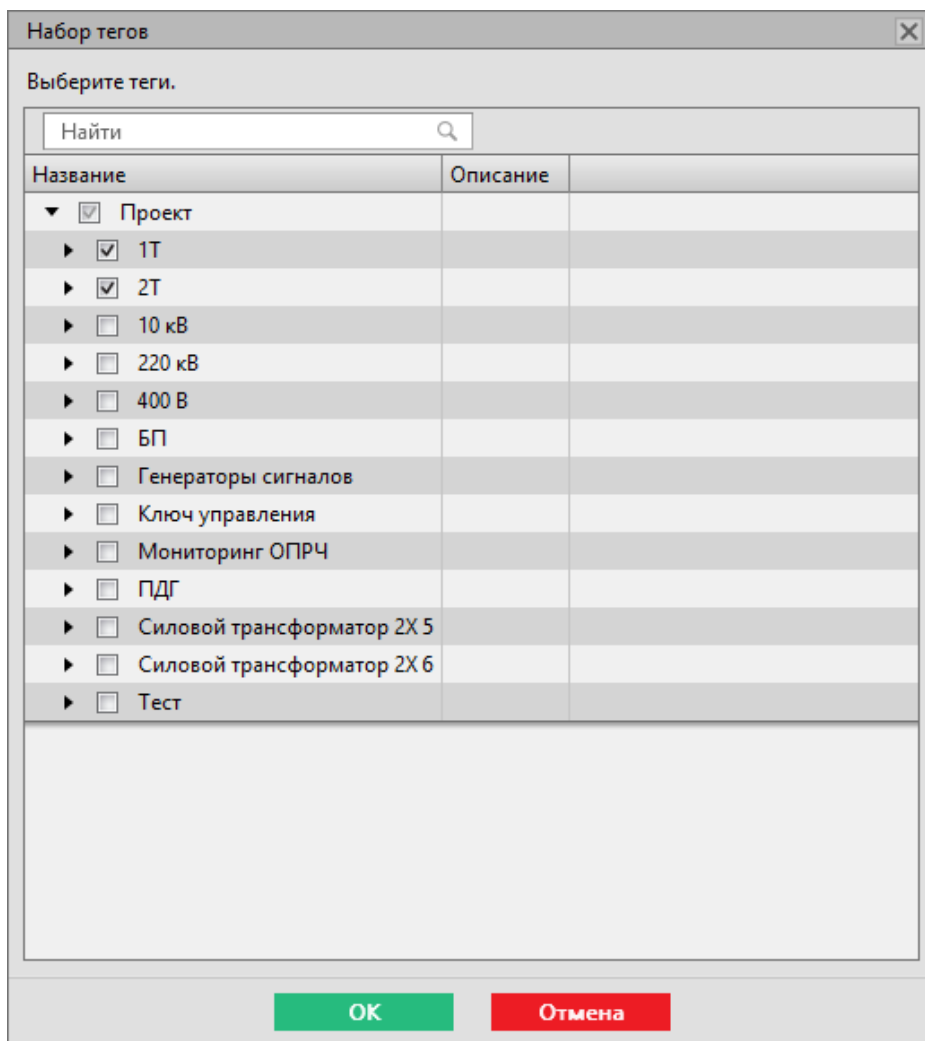 Набор тегов
Выберите теги.
Найти
Название Описание
Проект
1Т
2Т
10 кВ
220 кВ
400 В
БП
Генераторы сигналов
Ключ управления
Мониторинг ОПРЧ
ПДГ
Силовой трансформатор 2Х 5
Силовой трансформатор 2Х 6
Тест
ОК Отмена